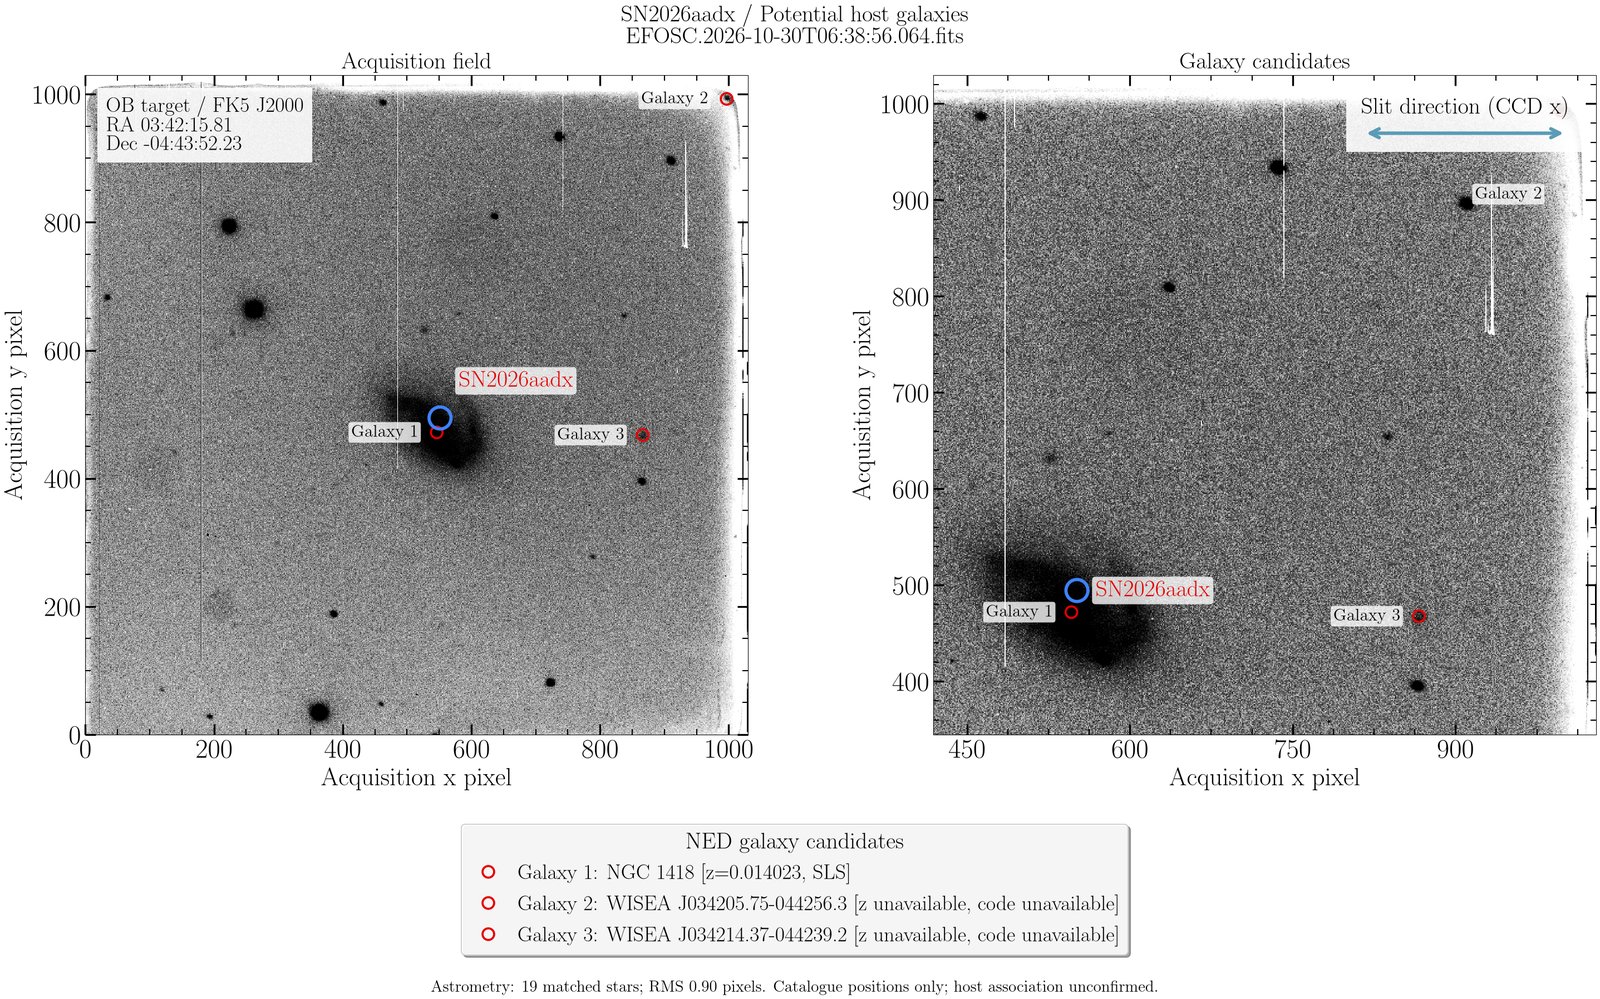 SN2026aadx / Potential host galaxies
EFOSC.2026-10-30T06:38:56.064.fits
Acquisition field
OB target / FK5 J2000
RA 03:42:15.81
Dec -04:43:52.23
Galaxy 2
SN2026aadx
Galaxy 1
Galaxy 3
1000
800
600
400
200
0
0 200 400 600 800 1000
Acquisition x pixel
Acquisition y pixel
Galaxy candidates
Slit direction (CCD x)
Galaxy 2
SN2026aadx
Galaxy 1
Galaxy 3
1000
900
800
700
600
500
400
450 600 750 900
Acquisition x pixel
Acquisition y pixel
NED galaxy candidates
Galaxy 1: NGC 1418 [z=0.014023, SLS]
Galaxy 2: WISEA J034205.75-044256.3 [z unavailable, code unavailable]
Galaxy 3: WISEA J034214.37-044239.2 [z unavailable, code unavailable]
Astrometry: 19 matched stars; RMS 0.90 pixels. Catalogue positions only; host association unconfirmed.